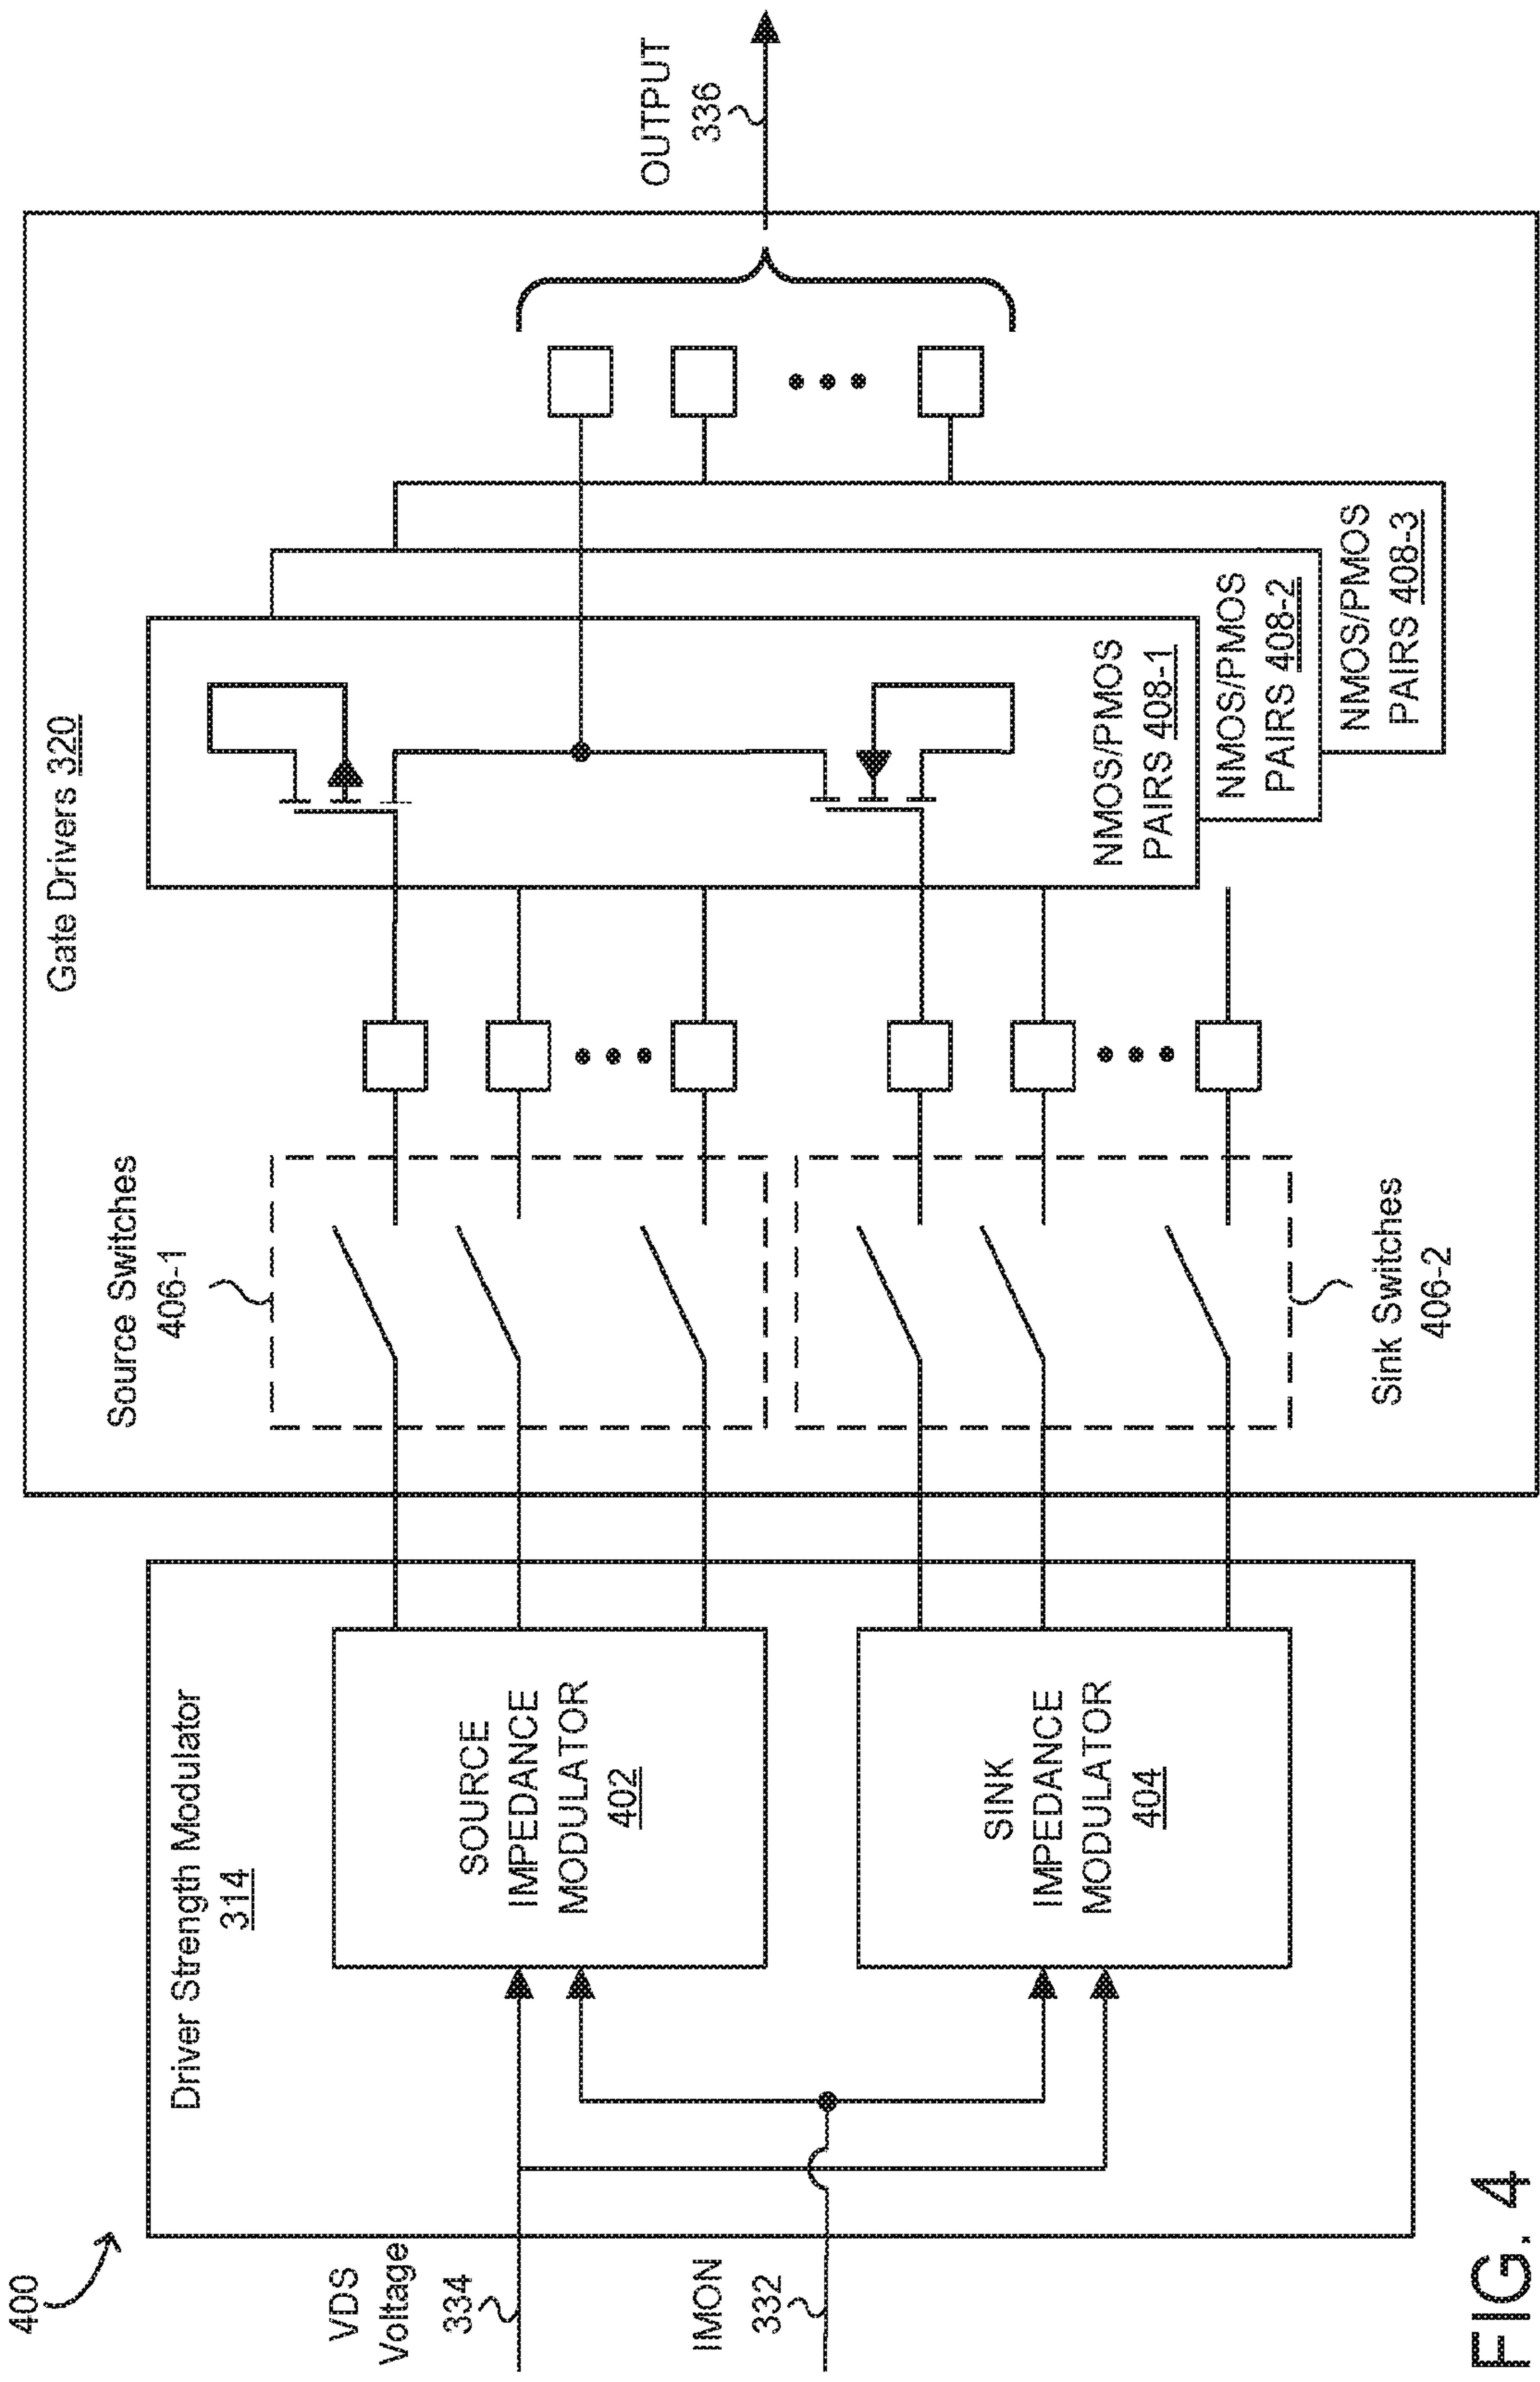 400
Driver Strength Modulator
314
VDS
Voltage
334
IMON
332
SOURCE
IMPEDANCE
MODULATOR
402
SINK
IMPEDANCE
MODULATOR
404
Gate Drivers 320
Source Switches
406-1
Sink Switches
406-2
NMOS/PMOS
PAIRS 408-1
NMOS/PMOS
PAIRS 408-2
NMOS/PMOS
PAIRS 408-3
OUTPUT
336
FIG. 4